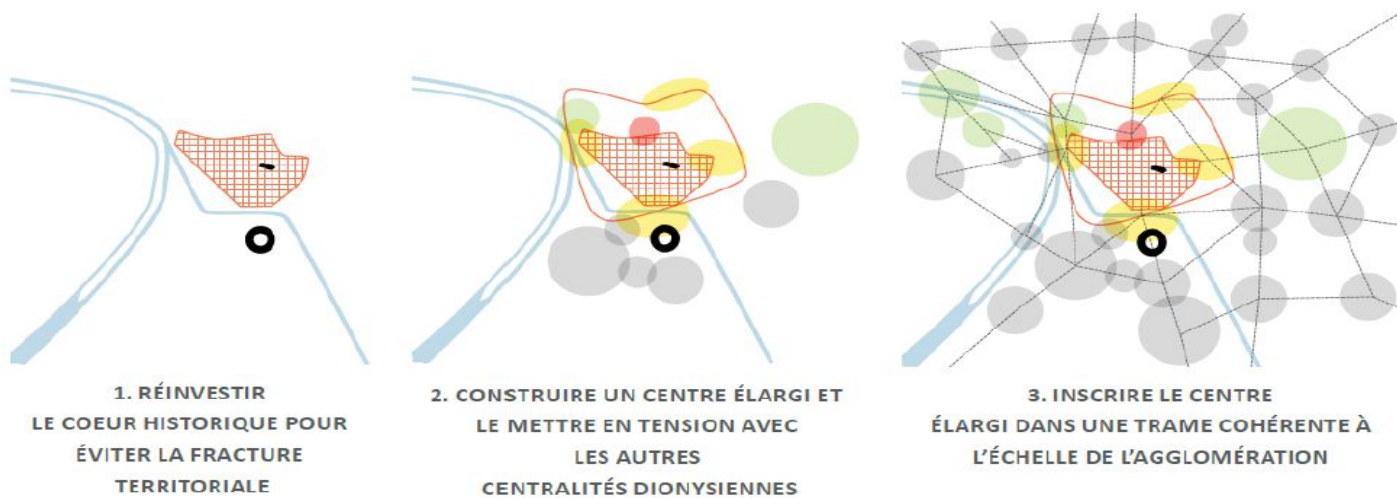 1. RÉINVESTIR
LE COEUR HISTORIQUE POUR
ÉVITER LA FRACTURE
TERRITORIALE
2. CONSTRUIRE UN CENTRE ÉLARGI ET
LE METTRE EN TENSION AVEC
LES AUTRES
CENTRALITÉS DIONYSIENNES
3. INSCRIRE LE CENTRE
ÉLARGI DANS UNE TRAME COHÉRENTE À
L’ÉCHELLE DE L’AGGLOMÉRATION